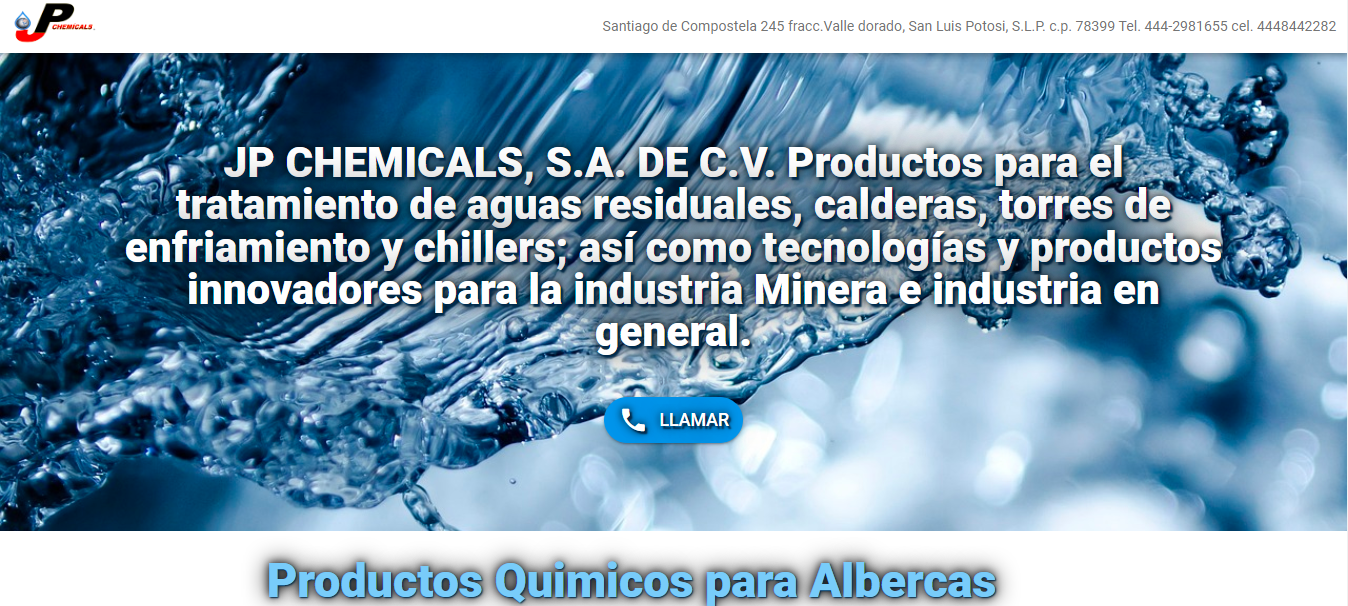 JP CHEMICALS
Santiago de Compostela 245 fracc.Valle dorado, San Luis Potosi, S.L.P. c.p. 78399 Tel. 444-2981655 cel. 4448442282
JP CHEMICALS, S.A. DE C.V. Productos para el
tratamiento de aguas residuales, calderas, torres de
enfriamiento y chillers; así como tecnologías y productos
innovadores para la industria Minera e industria en
general.
LLAMAR
Productos Quimicos para Albercas